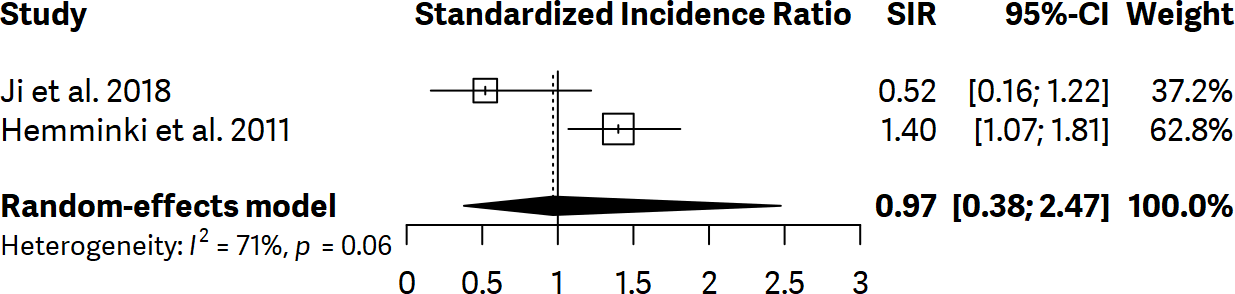 Study Standardized Incidence Ratio SIR 95%-CI Weight
Ji et al. 2018 0.52 [0.16; 1.22] 37.2%
Hemminki et al. 2011 1.40 [1.07; 1.81] 62.8%
Random-effects model 0.97 [0.38; 2.47] 100.0%
Heterogeneity: I² = 71%, p = 0.06
0 0.5 1 1.5 2 2.5 3